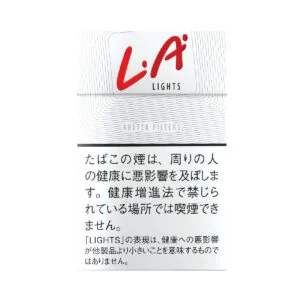 L.A
LIGHTS
KRETEK FILTERS
たばこの煙は、周りの人
の健康に悪影響を及ぼしま
す。健康増進法で禁じら
れている場所では喫煙でき
ません。
「LIGHTS」の表現は、健康への悪影響
が他製品より小さいことを意味するもので
はありません。